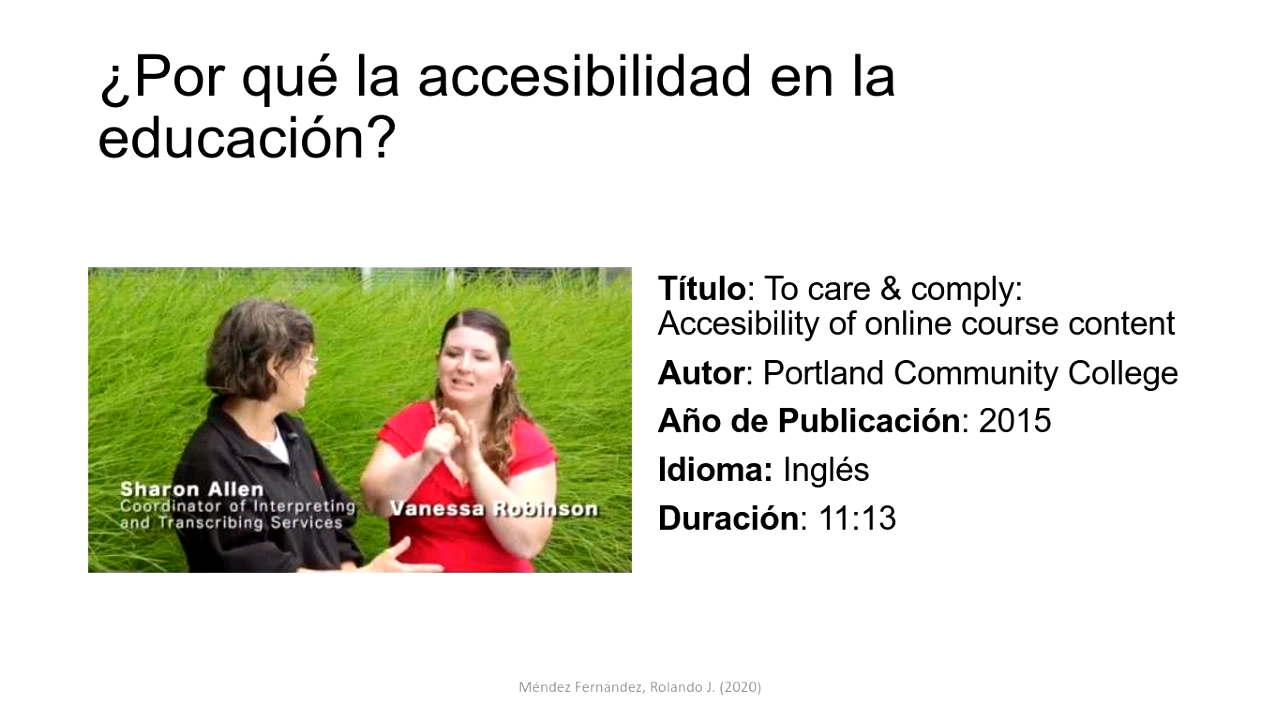 ¿Por qué la accesibilidad en la
educación?
Sharon Allen
Coordinator of Interpreting
and Transcribing Services
Vanessa Robinson
Título: To care & comply:
Accesibility of online course content
Autor: Portland Community College
Año de Publicación: 2015
Idioma: Inglés
Duración: 11:13
Méndez Fernández, Rolando J. (2020)